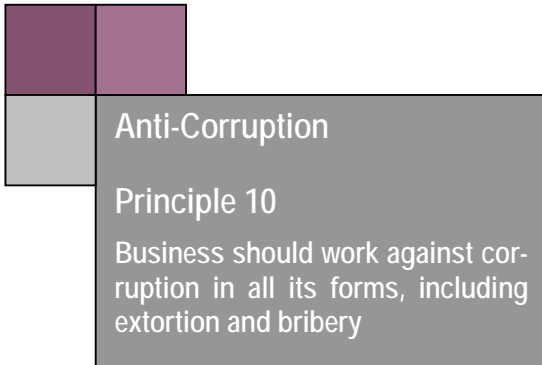 Anti-Corruption
Principle 10
Business should work against cor-
ruption in all its forms, including
extortion and bribery